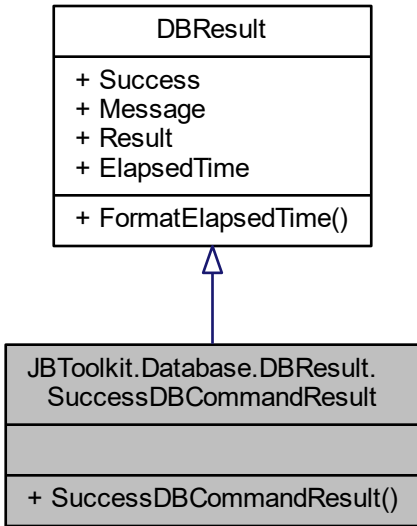 DBResult
+ Success
+ Message
+ Result
+ ElapsedTime
+ FormatElapsedTime()
JBToolkit.Database.DBResult.
SuccessDBCommandResult
+ SuccessDBCommandResult()